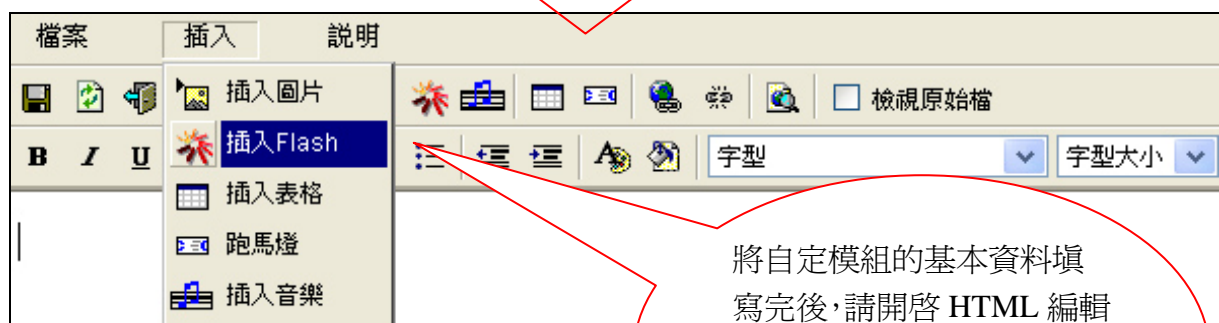 檔案 插入 説明
插入圖片
檢視原始檔
B I U 插入Flash 字型 字型大小
插入表格
跑馬燈
插入音樂
將自定模組的基本資料填
寫完後，請開啓 HTML 編輯